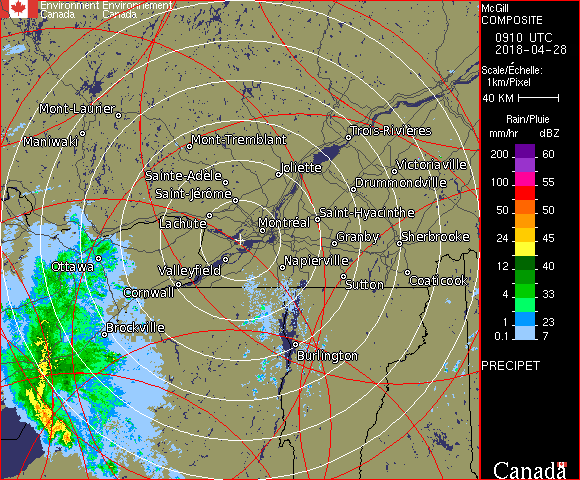 Environment Environnement
Canada Canada
McGill
COMPOSITE
0910 UTC
2018-04-28
Scale/Échelle:
1km/Pixel
40 KM
Rain/Pluie
mm/hr dBZ
200 60
100 55
50 50
24 45
12 40
4 33
1 23
0.1 7
PRECIPET
Canada
Mont-Laurier
Maniwaki
Mont-Tremblant
Trois-Rivières
Sainte-Adèle
Joliette
Victoriaville
Drummondville
Saint-Jérôme
Lachute
Montréal
Saint-Hyacinthe
Granby
Sherbrooke
Ottawa
Valleyfield
Napierville
Cornwall
Sutton
Coaticook
Brockville
Burlington